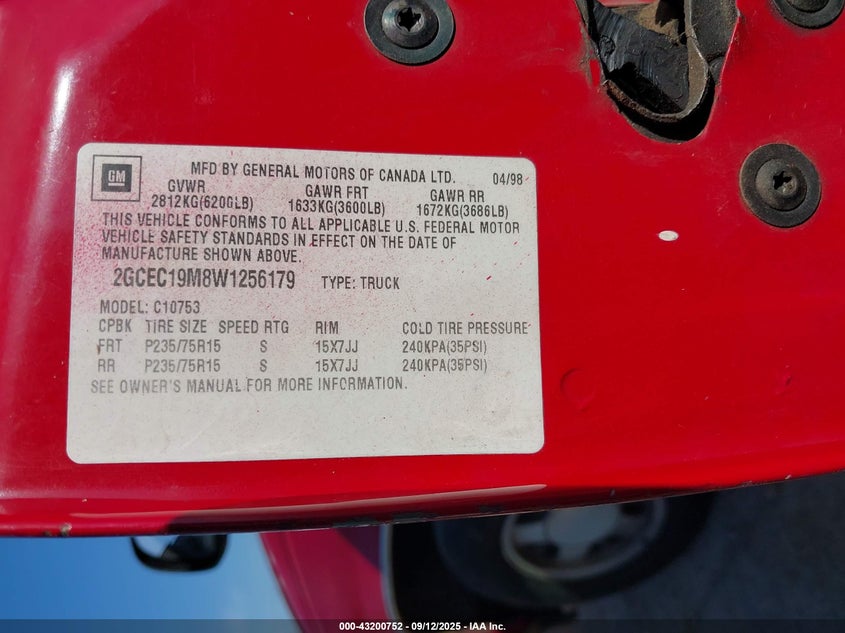 GM
MFD BY GENERAL MOTORS OF CANADA LTD. 04/98
GVWR GAWR FRT GAWR RR
2812KG(6200LB) 1633KG(3600LB) 1672KG(3686LB)
THIS VEHICLE CONFORMS TO ALL APPLICABLE U.S. FEDERAL MOTOR
VEHICLE SAFETY STANDARDS IN EFFECT ON THE DATE OF
MANUFACTURE SHOWN ABOVE.
2GCEC19M8W1256179 TYPE: TRUCK
MODEL: C10753
CPBK TIRE SIZE SPEED RTG RIM COLD TIRE PRESSURE
FRT P235/75R15 S 15X7JJ 240KPA(35PSI)
RR P235/75R15 S 15X7JJ 240KPA(35PSI)
SEE OWNER'S MANUAL FOR MORE INFORMATION.
000-43200752 - 09/12/2025 - IAA Inc.